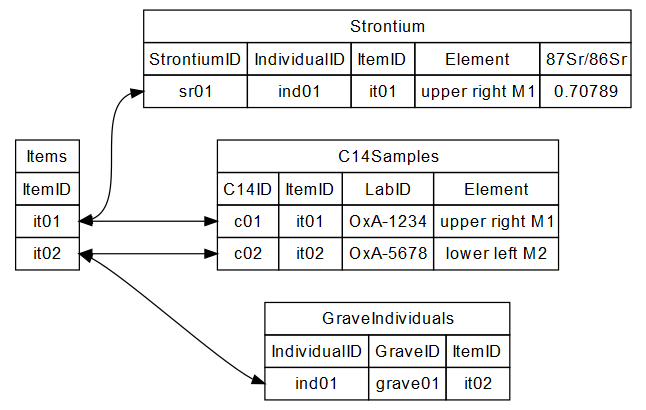 Strontium
StrontiumID IndividualID ItemID Element 87Sr/86Sr
sr01 ind01 it01 upper right M1 0.70789
Items
ItemID
it01
it02
C14Samples
C14ID ItemID LabID Element
c01 it01 OxA-1234 upper right M1
c02 it02 OxA-5678 lower left M2
GraveIndividuals
IndividualID GraveID ItemID
ind01 grave01 it02